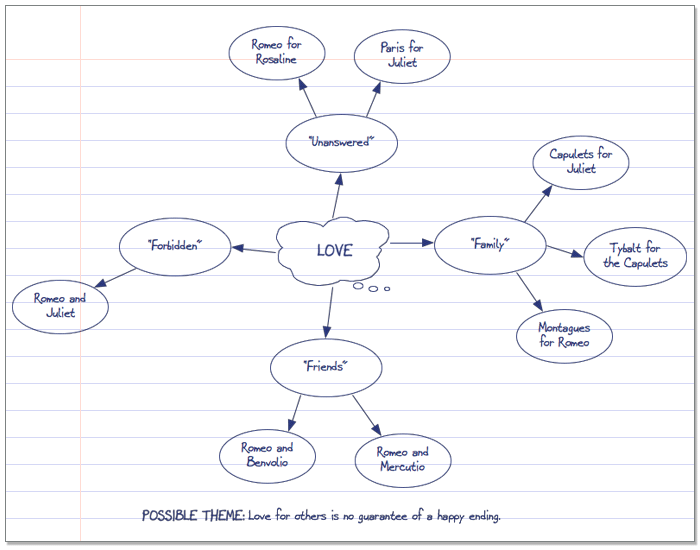 Romeo for
Rosaline
Paris for
Juliet
"Unanswered"
Capulets for
Juliet
"Forbidden"
LOVE
"Family"
Tybalt for
the Capulets
Romeo and
Juliet
Montagues
for Romeo
"Friends"
Romeo and
Benvolio
Romeo and
Mercutio
POSSIBLE THEME: Love for others is no guarantee of a happy ending.